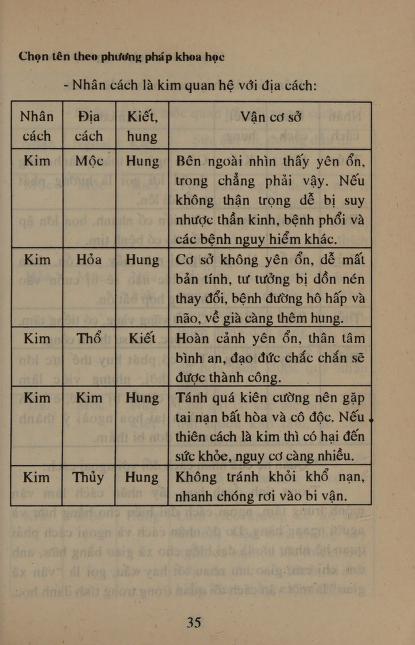 Chọn tên theo phương pháp khoa học
- Nhân cách là kim quan hệ với địa cách:
Nhân cách | Địa cách | Kiết, hung | Vận cơ sở
Kim | Mộc | Hung | Bên ngoài nhìn thấy yên ổn,
trong chẳng phải vậy. Nếu
không thận trọng dễ bị suy
nhược thần kinh, bệnh phổi và
các bệnh nguy hiểm khác.
Kim | Hỏa | Hung | Cơ sở không yên ổn, dễ mất
bản tính, tư tưởng bị dồn nén
thay đổi, bệnh đường hô hấp và
não, về già càng thêm hung.
Kim | Thổ | Kiết | Hoàn cảnh yên ổn, thân tâm
bình an, đạo đức chắc chắn sẽ
được thành công.
Kim | Kim | Hung | Tánh quá kiên cường nên gặp
tai nạn bất hòa và cô độc. Nếu
thiên cách là kim thì có hại đến
sức khỏe, nguy cơ càng nhiều.
Kim | Thủy | Hung | Không tránh khỏi khổ nạn,
nhanh chóng rơi vào bi vận.
35